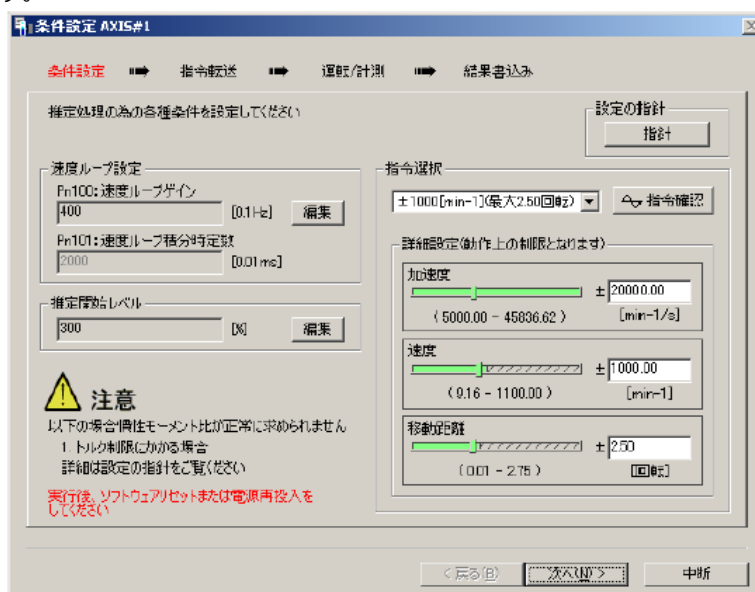 す。
条件設定 AXIS#1
条件設定 ➡ 指令転送 ➡ 運転/計測 ➡ 結果書込み
推定処理の為の各種条件を設定してください
設定の指針
指針
速度ループ設定
Pn100:速度ループゲイン
400 [0.1Hz] 編集
Pn101:速度ループ積分時定数
2000 [0.01ms]
推定開始レベル
300 [%] 編集
注意
以下の場合慣性モーメント比が正常に求められません
1. トルク制限にかかる場合
詳細は設定の指針をご覧ください
実行後、ソフトウェアリセットまたは電源再投入を
してください
指令選択
±1000[min-1](最大2.50回転) 指令確認
詳細設定(動作上の制限となります)
加速度
± 20000.00
(5000.00 - 45836.62) [min-1/s]
速度
± 1000.00
(9.16 - 1100.00) [min-1]
移動距離
± 2.50
(0.01 - 2.75) [回転]
< 戻る(B) 次へ(N) > 中断